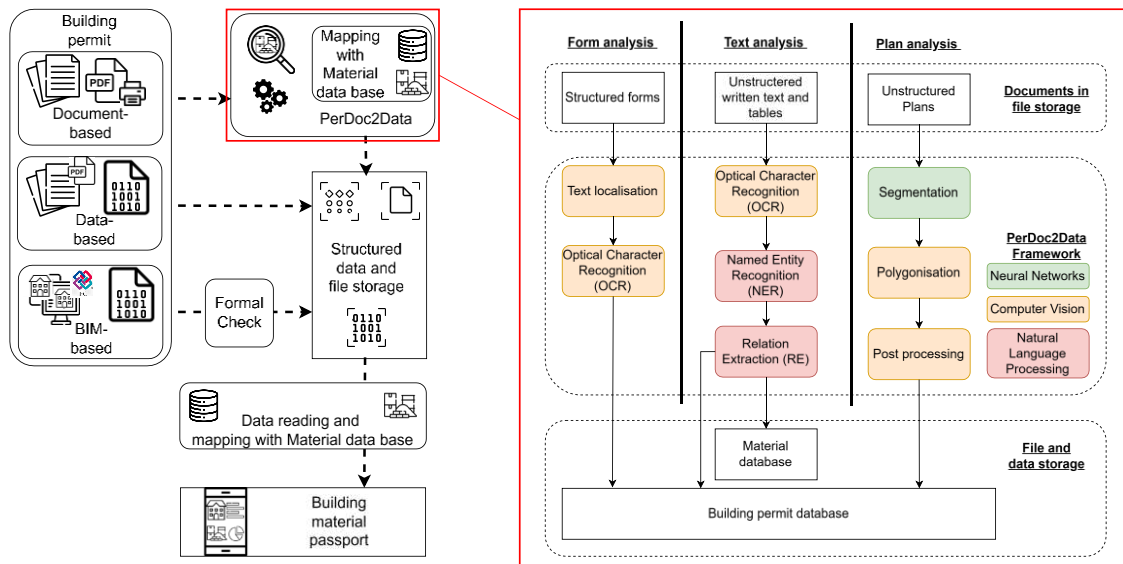 Building
permit
PDF
Document-
based
PDF
0110
1001
1010
Data-
based
0110
1001
1010
BIM-
based
Mapping
with
Material
data base
PerDoc2Data
Structured
data and
file storage
0110
1001
1010
Formal
Check
Data reading and
mapping with Material data base
Building
material
passport
Form analysis
Text analysis
Plan analysis
Structured forms
Unstructured
written text and
tables
Unstructured
Plans
Documents in
file storage
Text localisation
Optical Character
Recognition
(OCR)
Optical Character
Recognition
(OCR)
Named Entity
Recognition
(NER)
Relation
Extraction (RE)
Segmentation
Polygonisation
Post processing
PerDoc2Data
Framework
Neural Networks
Computer Vision
Natural
Language
Processing
Material
database
File and
data storage
Building permit database